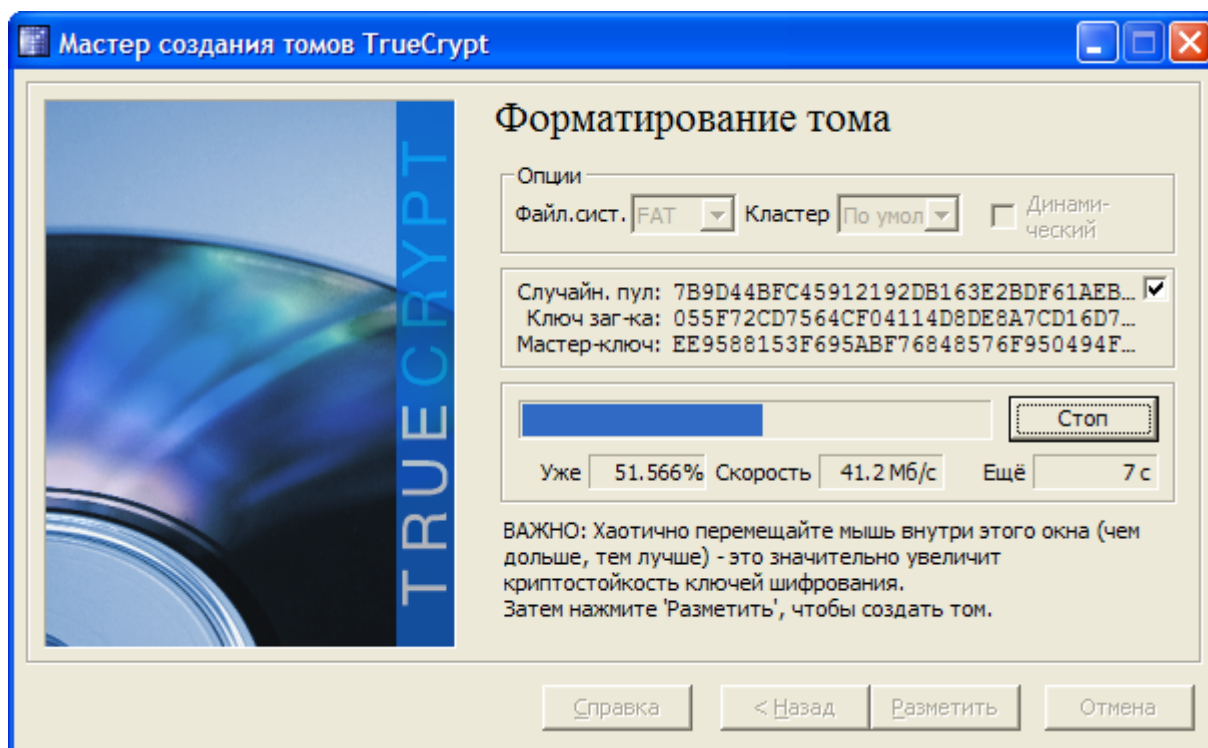 Мастер создания томов TrueCrypt
TRUECRYPT
Форматирование тома
Опции
Файл.сист. FAT Кластер По умол Динами-
ческий
Случайн. пул: 7B9D44BFC45912192DB163E2BDF61AEB...
Ключ заг-ка: 055F72CD7564CF04114D8DE8A7CD16D7...
Мастер-ключ: EE9588153F695ABF76848576F950494F...
Стоп
Уже 51.566% Скорость 41.2 Мб/с Ещё 7 с
ВАЖНО: Хаотично перемещайте мышь внутри этого окна (чем
дольше, тем лучше) - это значительно увеличит
криптостойкость ключей шифрования.
Затем нажмите 'Разметить', чтобы создать том.
Справка < Назад Разметить Отмена